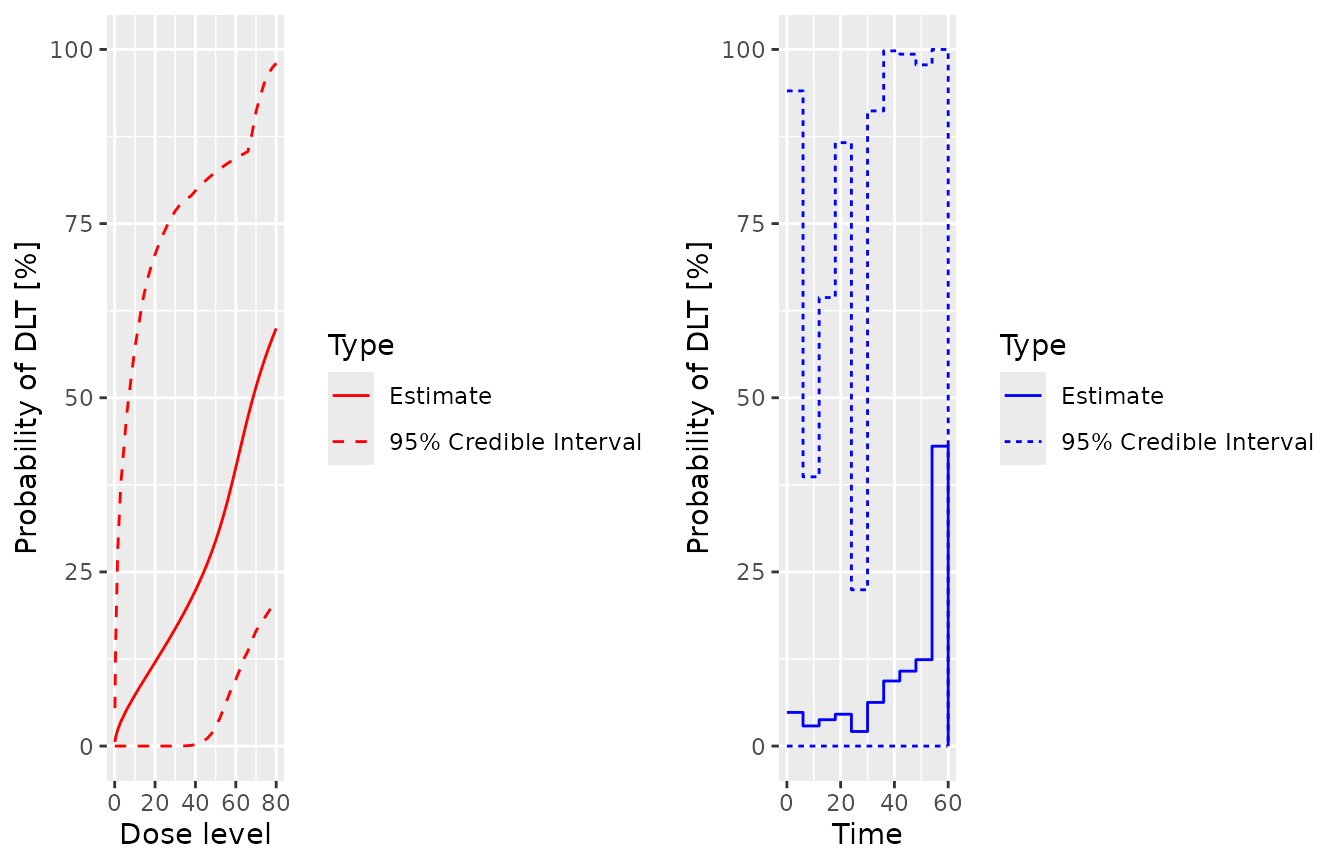 Probability of DLT [%]
100
75
50
25
0
0 20 40 60 80
Dose level
Type
Estimate
95% Credible Interval
Probability of DLT [%]
100
75
50
25
0
0 20 40 60
Time
Type
Estimate
95% Credible Interval